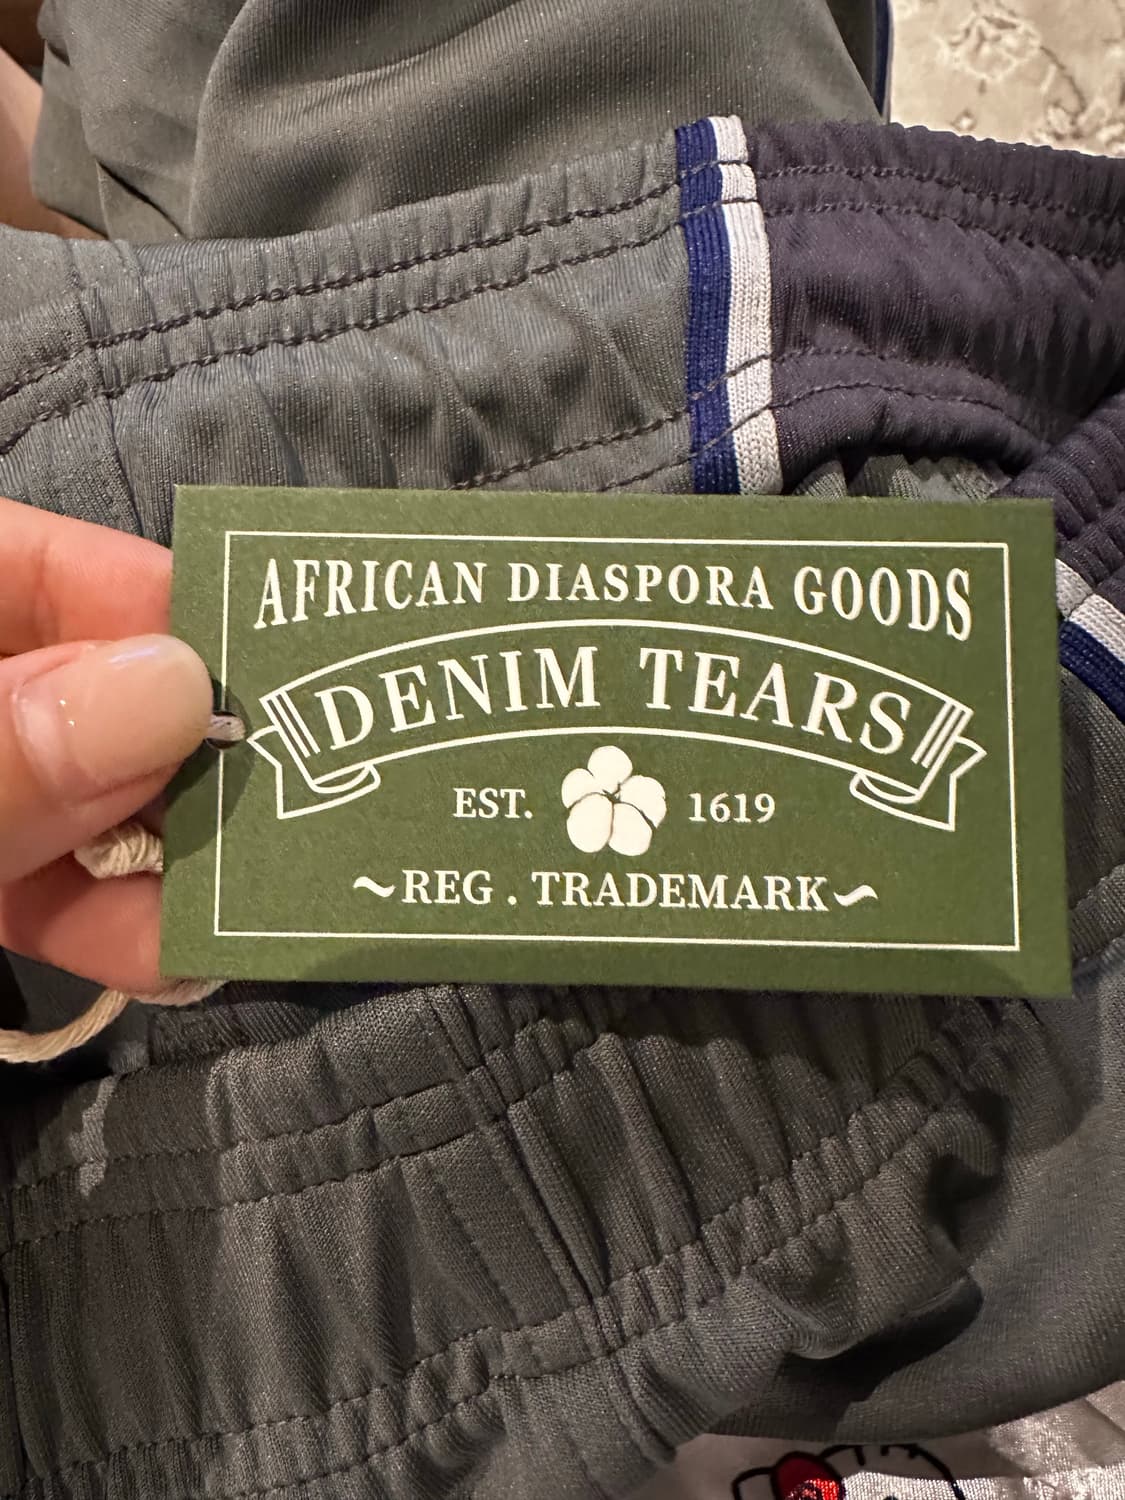 AFRICAN DIASPORA GOODS
DENIM TEARS
EST. 1619
~REG . TRADEMARK~